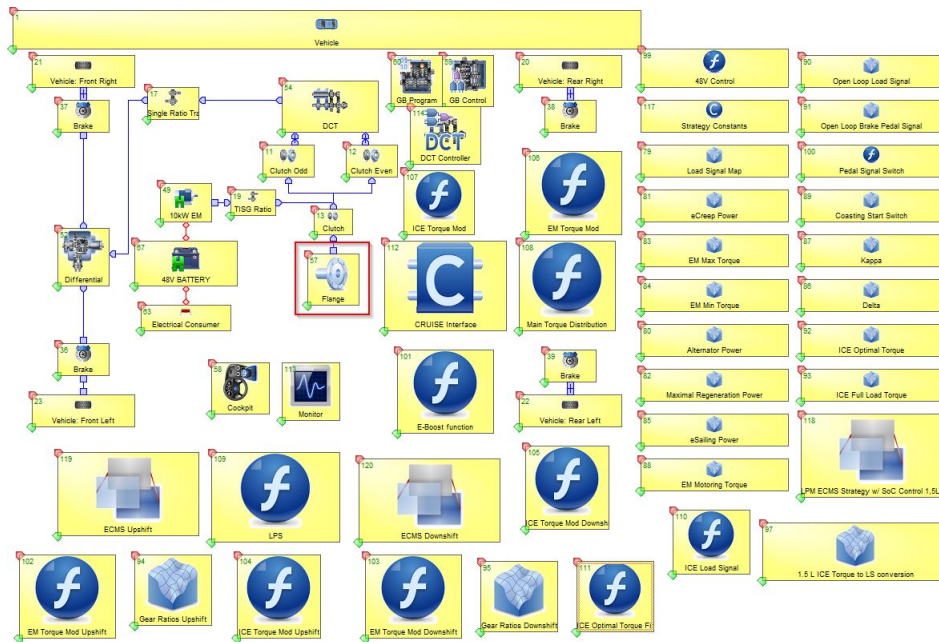 1
Vehicle
21
Vehicle: Front Right
17
Single Ratio Tra
54
DCT
60
GB Program
59
GB Control
20
Vehicle: Rear Right
99
48V Control
90
Open Loop Load Signal
37
Brake
114
DCT
DCT Controller
38
Brake
117
Strategy Constants
91
Open Loop Brake Pedal Signal
11
Clutch Odd
12
Clutch Even
79
Load Signal Map
100
Pedal Signal Switch
49
10kW EM
19
TISG Ratio
13
Clutch
107
ICE Torque Mod
106
EM Torque Mod
81
eCreep Power
89
Coasting Start Switch
52
Differential
67
48V BATTERY
57
Flange
112
CRUISE Interface
108
Main Torque Distribution
83
EM Max Torque
87
Kappa
84
EM Min Torque
86
Delta
63
Electrical Consumer
80
Alternator Power
92
ICE Optimal Torque
36
Brake
58
Cockpit
113
Monitor
101
E-Boost function
39
Brake
82
Maximal Regeneration Power
93
ICE Full Load Torque
23
Vehicle: Front Left
22
Vehicle: Rear Left
85
eSailing Power
118
LPM ECMS Strategy w/ SoC Control 1,5L
119
ECMS Upshift
109
LPS
120
ECMS Downshift
105
ICE Torque Mod Downsh
88
EM Motoring Torque
110
ICE Load Signal
97
1.5 L ICE Torque to LS conversion
102
EM Torque Mod Upshift
94
Gear Ratios Upshift
104
ICE Torque Mod Upshift
103
EM Torque Mod Downshift
95
Gear Ratios Downshift
111
ICE Optimal Torque F